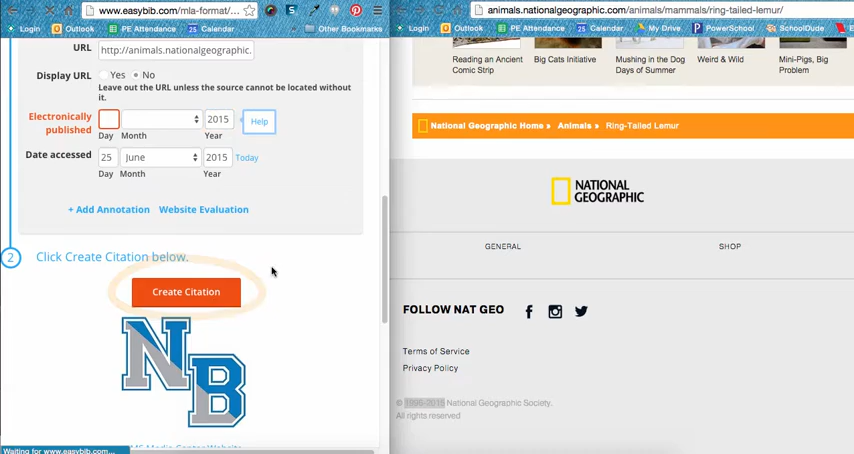 www.easybib.com/mla-format/...
Login Outlook PE Attendance 25 Calendar » Other Bookmarks
URL http://animals.nationalgeographic.
Display URL Yes No
Leave out the URL unless the source cannot be located without
it.
Electronically
published
2015 Help
Day Month Year
Date accessed 25 June 2015 Today
Day Month Year
+ Add Annotation Website Evaluation
2 Click Create Citation below.
Create Citation
NB
Media Center Website
Waiting for www.easybib.com...
animals.nationalgeographic.com/animals/mammals/ring-tailed-lemur/
Login Outlook PE Attendance 25 Calendar My Drive PowerSchool SchoolDude MySch
Reading an Ancient
Comic Strip
Big Cats Initiative
Mushing in the Dog
Days of Summer
Weird & Wild
Mini-Pigs, Big
Problem
National Geographic Home » Animals » Ring-Tailed Lemur
NATIONAL
GEOGRAPHIC
GENERAL SHOP
FOLLOW NAT GEO
Terms of Service
Privacy Policy
© 1996-2015 National Geographic Society.
All rights reserved